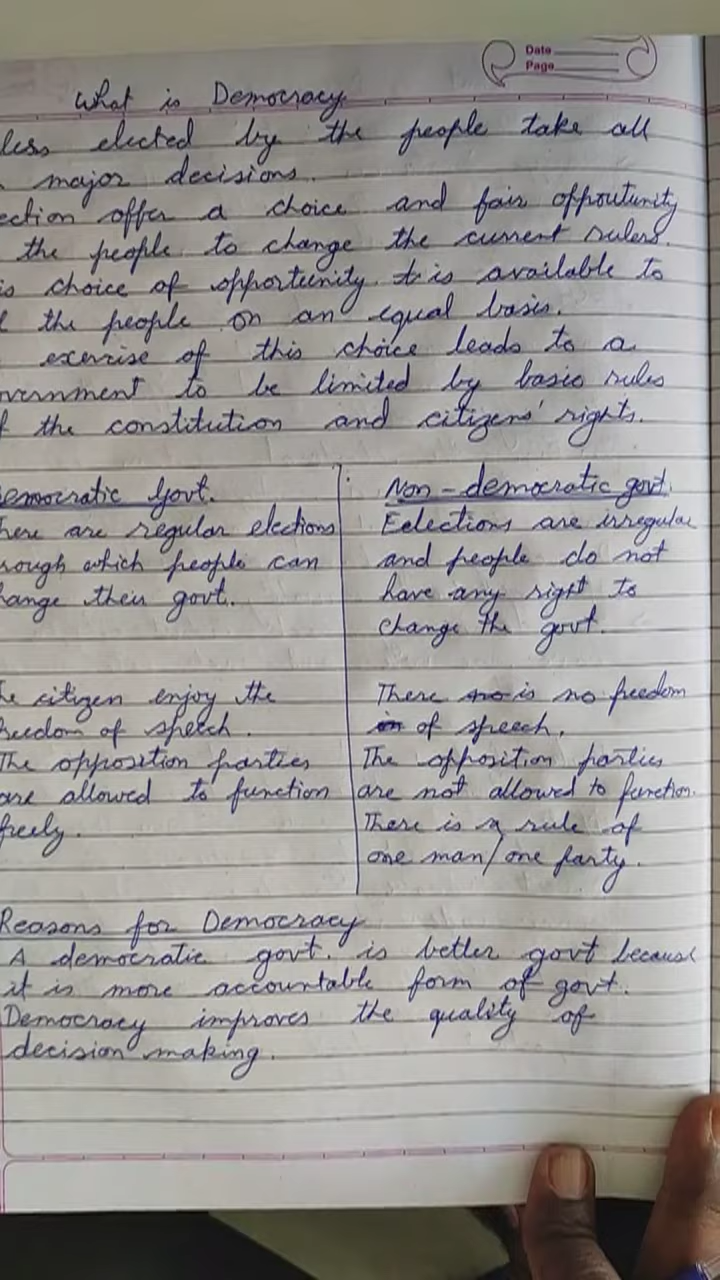 Date
Page
What is Democracy
less elected by the people take all
major decisions.
ection offer a choice and fair oppoutunity
the people to change the current rulers.
is choice of opportunity is available to
the people on an equal basis.
exercise of this choice leads to a
vernment to be limited by basic rules
f the constitution and citizens' rights.
emocratic Govt.
here are regular elections
rough which people can
hange their govt.
he citizen enjoy the
reedom of speech.
The opposition parties
are allowed to function
freely.
Non-democratic govt.
Eelections are irregular
and people do not
have any right to
change the govt.
There is no freedom
of speech.
The opposition parties
are not allowed to function.
There is a rule of
one man/one party.
Reasons for Democracy
A democratic govt. is better govt because
it is more accountable form of govt.
Democracy improves the quality of
decision making.